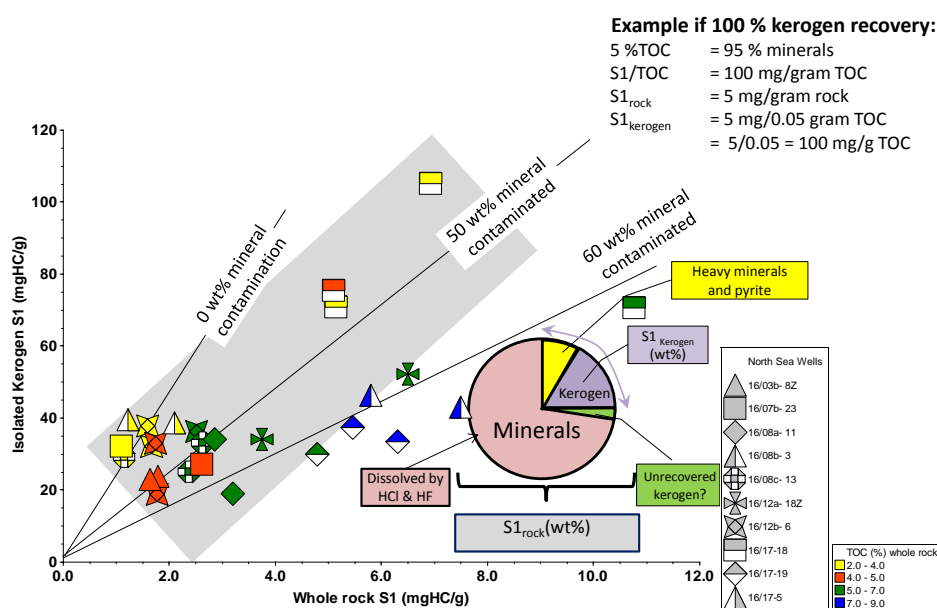 Example if 100 % kerogen recovery:
5 %TOC = 95 % minerals
S1/TOC = 100 mg/gram TOC
S1rock = 5 mg/gram rock
S1kerogen = 5 mg/0.05 gram TOC
= 5/0.05 = 100 mg/g TOC
120
100
80
60
40
20
0
Isolated Kerogen S1 (mgHC/g)
0.0 2.0 4.0 6.0 8.0 10.0 12.0
Whole rock S1 (mgHC/g)
0 wt% mineral
contamination
50 wt% mineral
contaminated
60 wt% mineral
contaminated
Heavy minerals
and pyrite
S1 Kerogen
(wt%)
Kerogen
Minerals
Dissolved by
HCl & HF
Unrecovered
kerogen?
S1rock(wt%)
North Sea Wells
16/03b- 8Z
16/07b- 23
16/08a- 11
16/08b- 3
16/08c- 13
16/12a- 18Z
16/12b- 6
16/17-18
16/17-19
16/17-5
TOC (%) whole rock
2.0 - 4.0
4.0 - 5.0
5.0 - 7.0
7.0 - 9.0